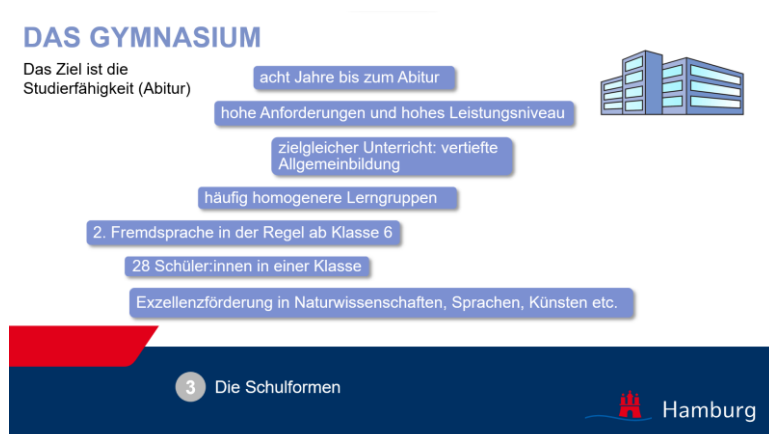 DAS GYMNASIUM
Das Ziel ist die
Studierfähigkeit (Abitur)
acht Jahre bis zum Abitur
hohe Anforderungen und hohes Leistungsniveau
zielgleicher Unterricht: vertiefte
Allgemeinbildung
häufig homogenere Lerngruppen
2. Fremdsprache in der Regel ab Klasse 6
28 Schüler:innen in einer Klasse
Exzellenzförderung in Naturwissenschaften, Sprachen, Künsten etc.
3 Die Schulformen
Hamburg